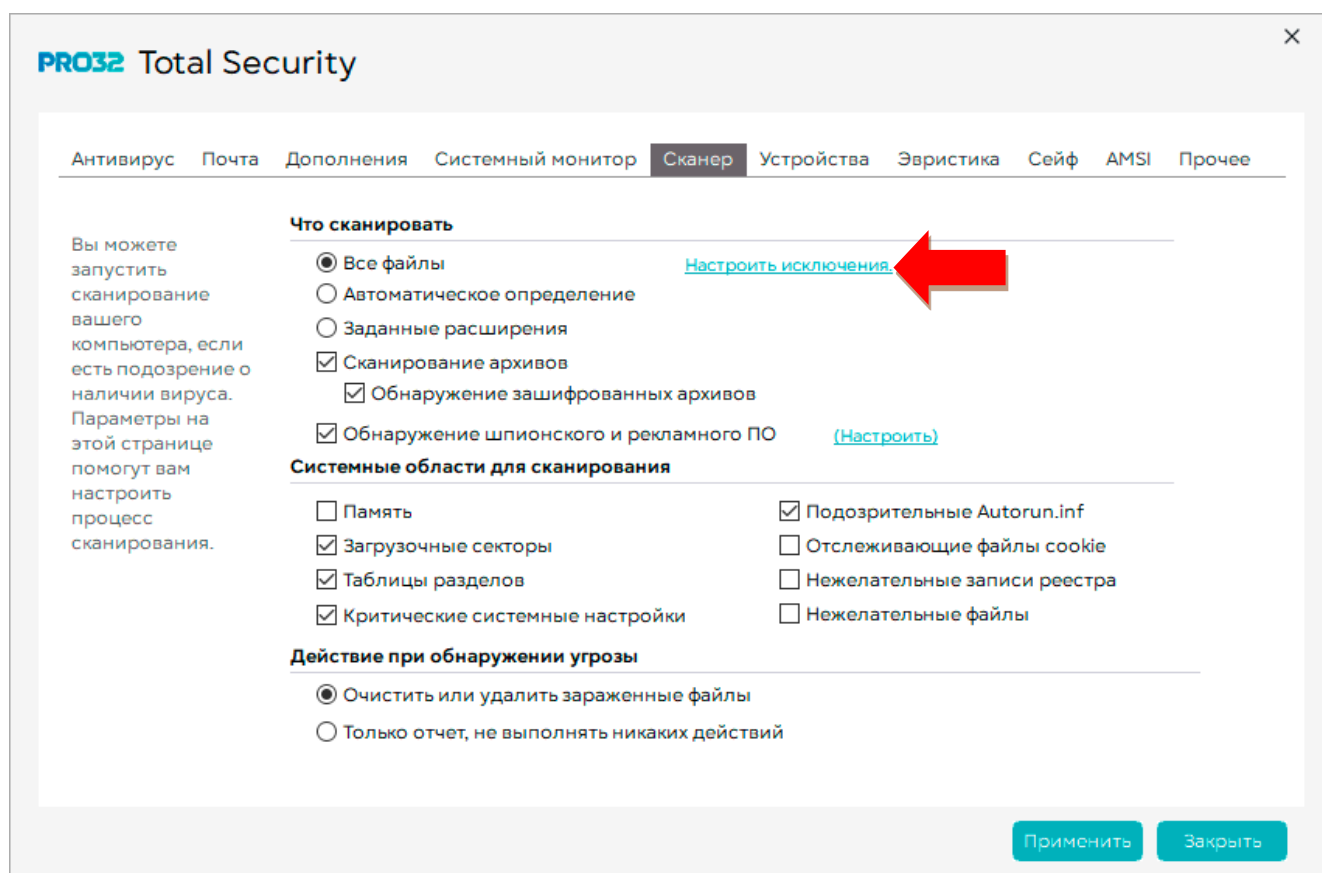 PRO32 Total Security
Антивирус Почта Дополнения Системный монитор Сканер Устройства Эвристика Сейф AMSI Прочее
Вы можете
запустить
сканирование
вашего
компьютера, если
есть подозрение о
наличии вируса.
Параметры на
этой странице
помогут вам
настроить
процесс
сканирования.
Что сканировать
Все файлы Настроить исключения.
Автоматическое определение
Заданные расширения
Сканирование архивов
Обнаружение зашифрованных архивов
Обнаружение шпионского и рекламного ПО (Настроить)
Системные области для сканирования
Память Подозрительные Autorun.inf
Загрузочные секторы Отслеживающие файлы cookie
Таблицы разделов Нежелательные записи реестра
Критические системные настройки Нежелательные файлы
Действие при обнаружении угрозы
Очистить или удалить зараженные файлы
Только отчет, не выполнять никаких действий
Применить Закрыть